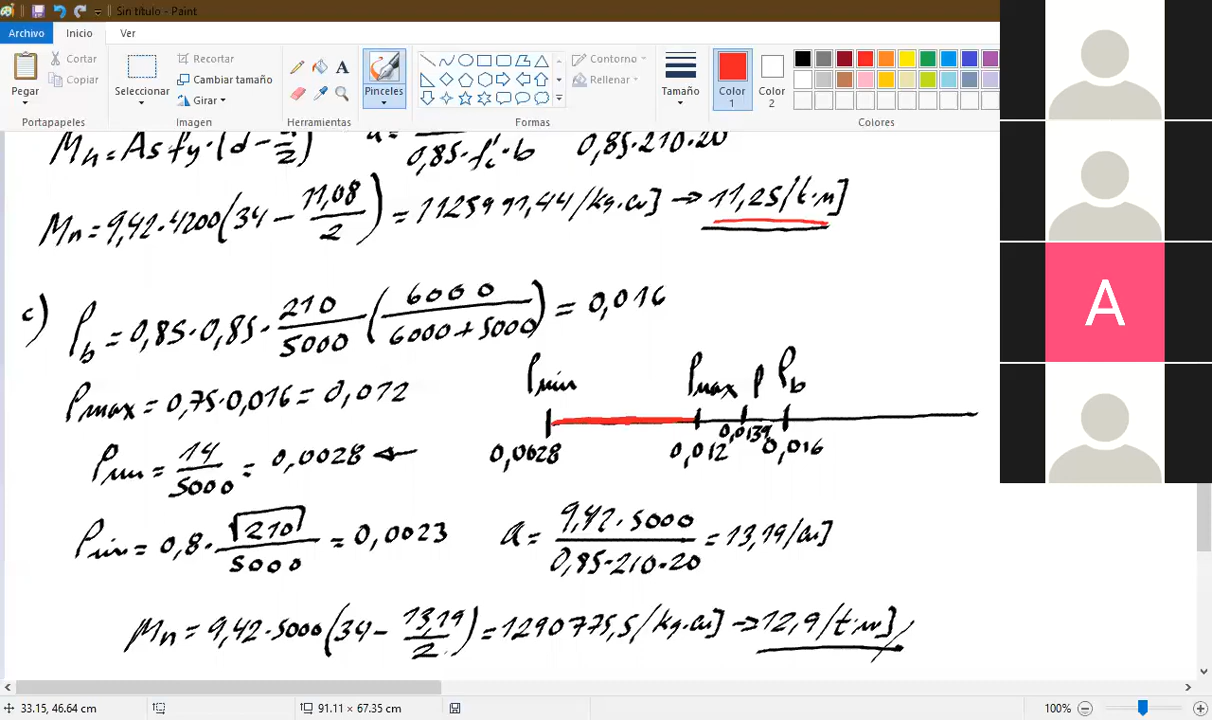 Sin título - Paint
Archivo Inicio Ver
Pegar Cortar Copiar Seleccionar Recortar Cambiar tamaño Girar A Pinceles Contorno Rellenar Tamaño Color 1 Color 2
Portapapeles Imagen Herramientas Formas Colores
Mn = As fy·(d - /2) a = /0,85·f'c·b 0,85·210·20
Mn = 9,42·4200(34 - 11,08/2) = 1125991,44[kg·cm] → 11,25[t·m]
c) ρb = 0,85·0,85·210/5000(6000/6000+5000) = 0,016
ρmax = 0,75·0,016 = 0,012
ρmin = 14/5000 = 0,0028 ←
ρmin = 0,8·√210/5000 = 0,0023
ρmin ρmax ρ ρb
0,0028 0,012 0,0139 0,016
a = 9,42·5000/0,85·210·20 = 13,19[cm]
Mn = 9,42·5000(34 - 13,19/2) = 1290775,5[kg·cm] → 12,9[t·m]
A
33.15, 46.64 cm 91.11 × 67.35 cm 100%